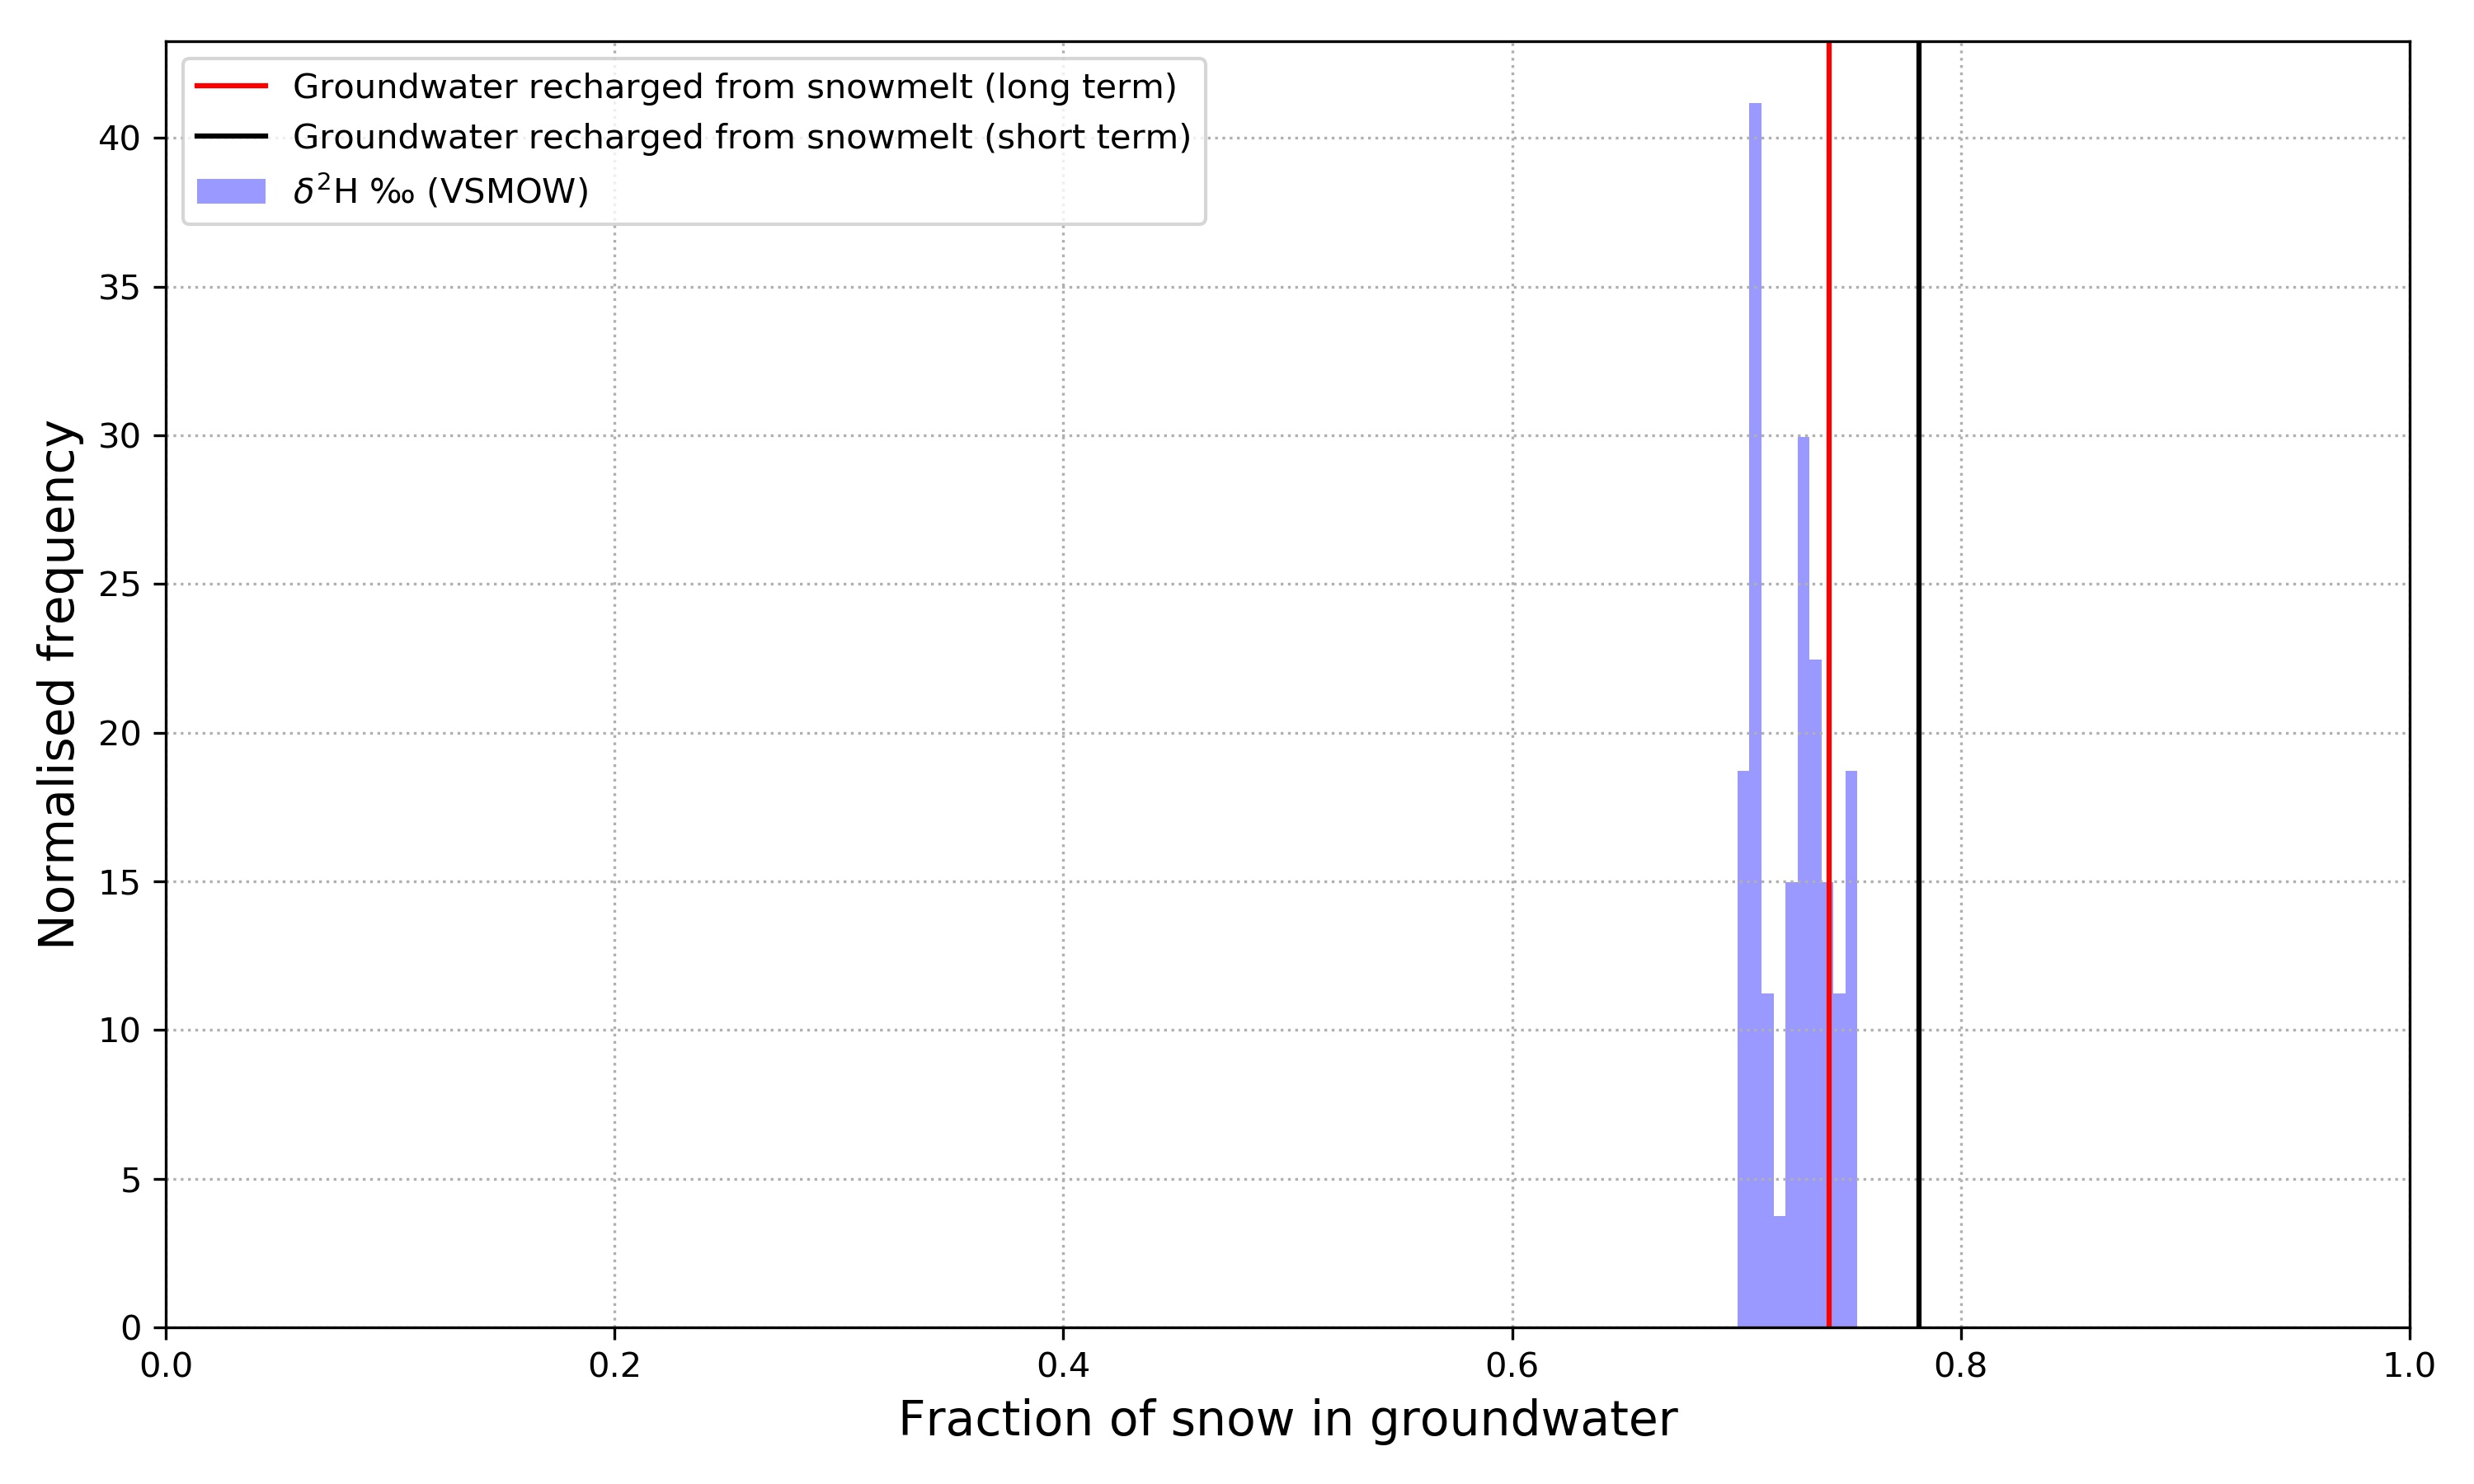 Groundwater recharged from snowmelt (long term)
Groundwater recharged from snowmelt (short term)
δ²H ‰ (VSMOW)
Normalised frequency
40
35
30
25
20
15
10
5
0
0.0 0.2 0.4 0.6 0.8 1.0
Fraction of snow in groundwater